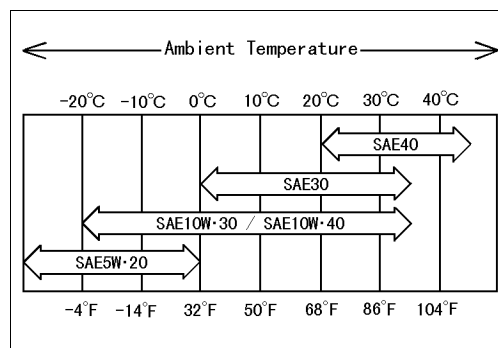 Ambient Temperature
-20°C -10°C 0°C 10°C 20°C 30°C 40°C
SAE40
SAE30
SAE10W·30 / SAE10W·40
SAE5W·20
-4°F -14°F 32°F 50°F 68°F 86°F 104°F